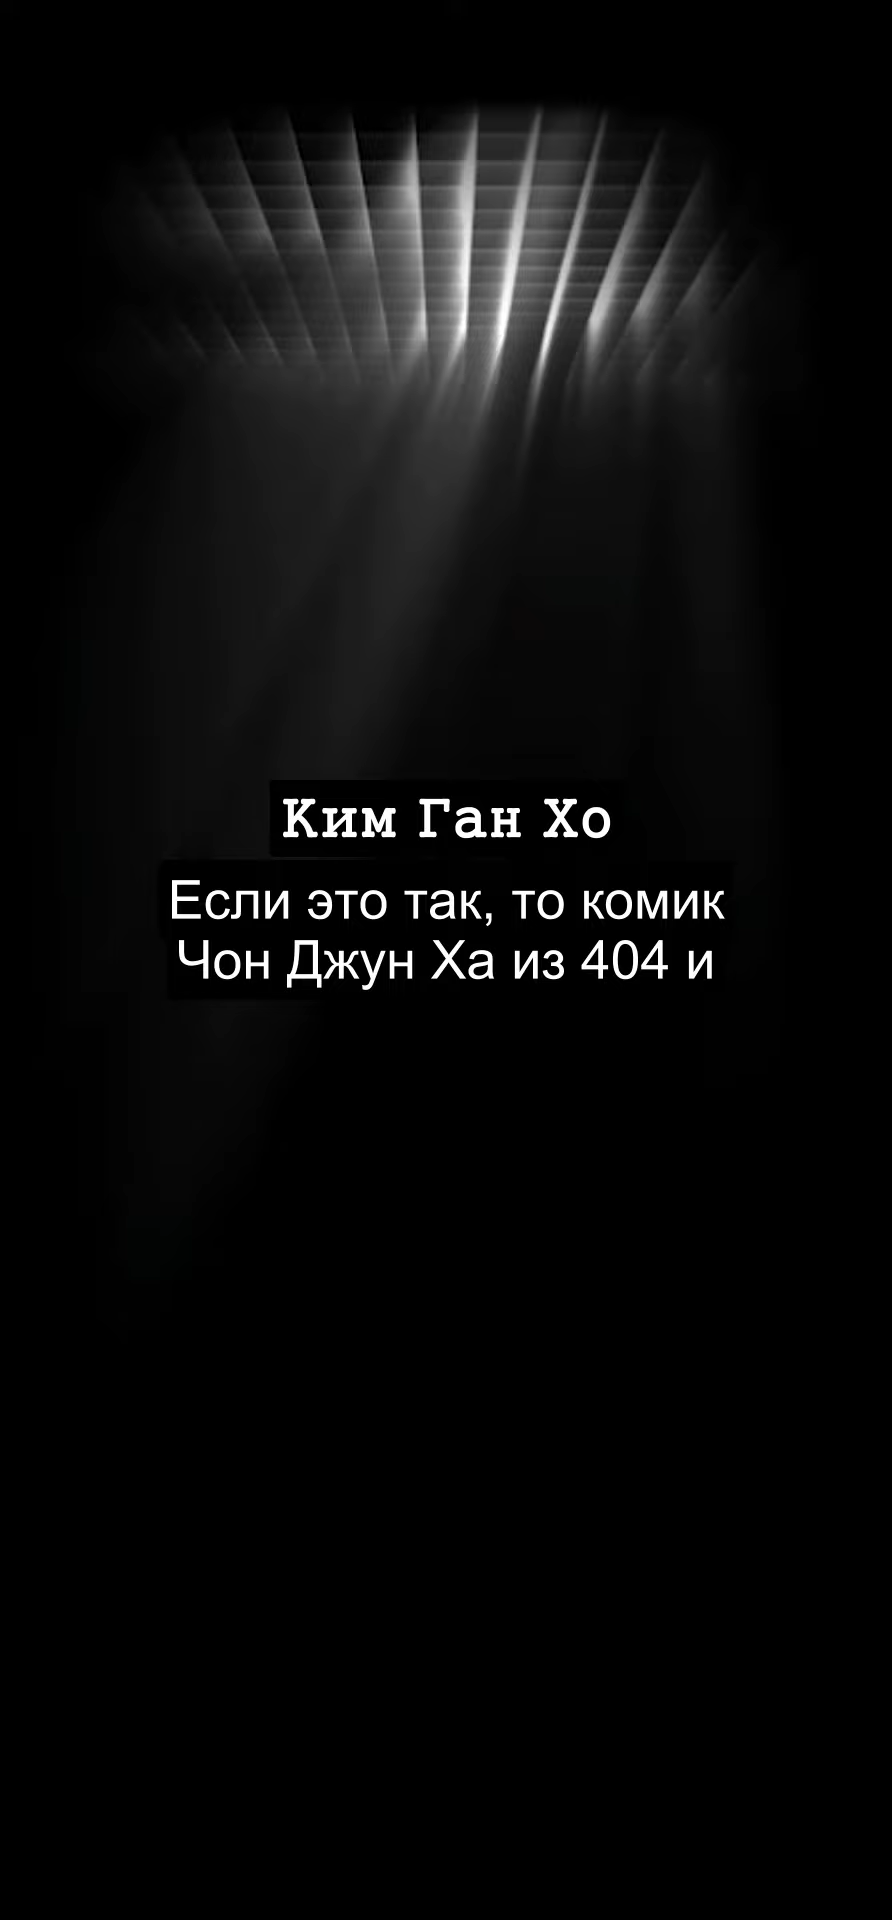 Ким Ган Хо
Если это так, то комик
Чон Джун Ха из 404 и